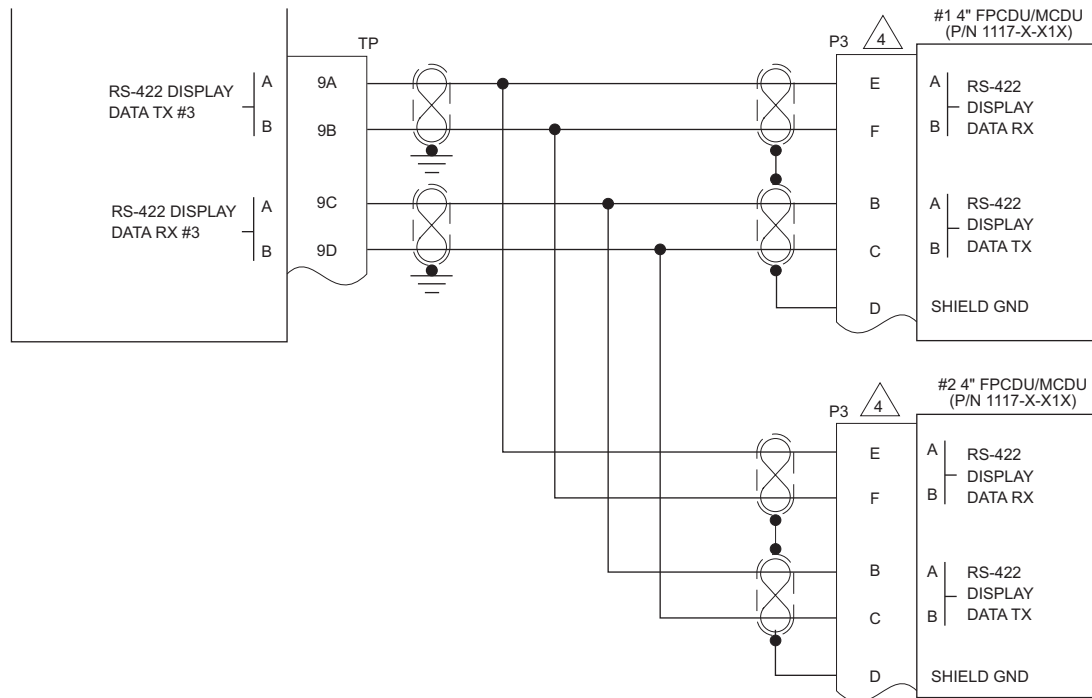 #1 4" FPCDU/MCDU
(P/N 1117-X-X1X)
TP
P3
4
RS-422 DISPLAY
DATA TX #3
A
B
9A
9B
E
F
A
B
RS-422
DISPLAY
DATA RX
RS-422 DISPLAY
DATA RX #3
A
B
9C
9D
B
C
A
B
RS-422
DISPLAY
DATA TX
D
SHIELD GND
#2 4" FPCDU/MCDU
(P/N 1117-X-X1X)
P3
4
E
F
A
B
RS-422
DISPLAY
DATA RX
B
C
A
B
RS-422
DISPLAY
DATA TX
D
SHIELD GND